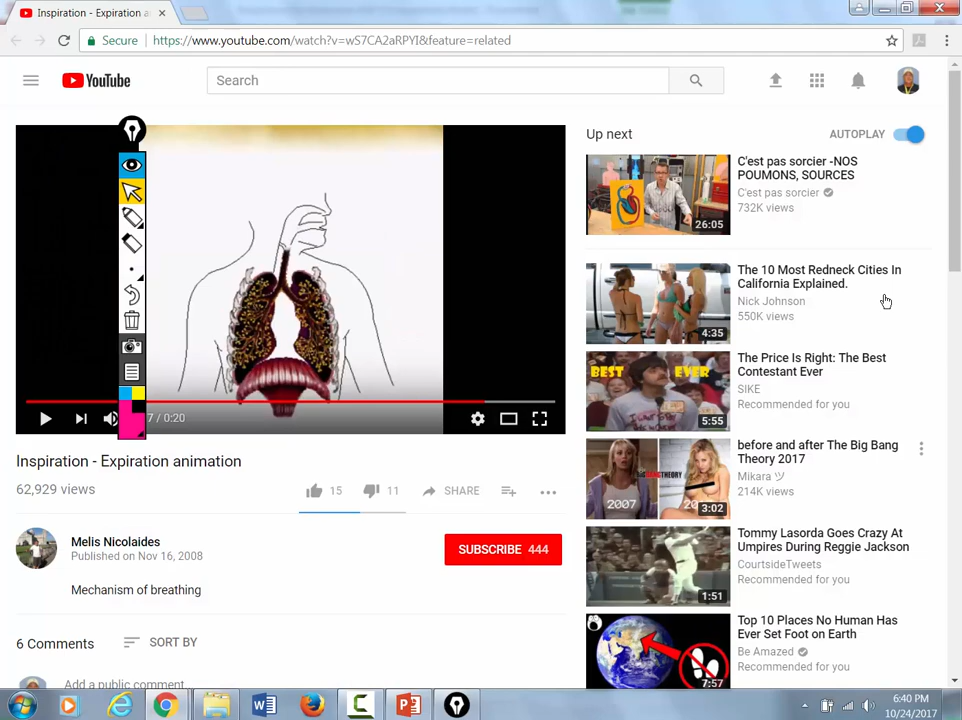 Inspiration - Expiration a
Secure https://www.youtube.com/watch?v=wS7CA2aRPYI&feature=related
YouTube
Search
Up next
AUTOPLAY
C'est pas sorcier -NOS
POUMONS, SOURCES
C'est pas sorcier
732K views
26:05
The 10 Most Redneck Cities In
California Explained.
Nick Johnson
550K views
4:35
The Price Is Right: The Best
Contestant Ever
SIKE
Recommended for you
BEST EVER
5:55
before and after The Big Bang
Theory 2017
Mikara ツ
214K views
2007
3:02
Tommy Lasorda Goes Crazy At
Umpires During Reggie Jackson
CourtsideTweets
Recommended for you
1:51
Top 10 Places No Human Has
Ever Set Foot on Earth
Be Amazed
Recommended for you
7:57
7 / 0:20
Inspiration - Expiration animation
62,929 views
15
11
SHARE
Melis Nicolaides
Published on Nov 16, 2008
SUBSCRIBE 444
Mechanism of breathing
6 Comments
SORT BY
Add a public comment...
6:40 PM
10/24/2017